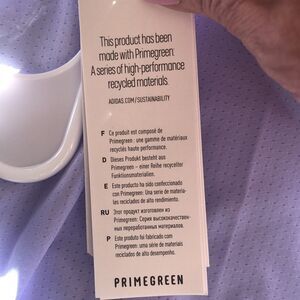 This product has been
made with Primegreen:
A series of high-performance
recycled materials.
ADIDAS.COM/SUSTAINABILITY
F Ce produit est composé de
Primegreen : une gamme de matériaux
recyclés haute performance.
D Dieses Produkt besteht aus
Primegreen – einer Reihe recycelter
Funktionsmaterialien.
E Este producto ha sido confeccionado
con Primegreen: Una serie de materia-
les reciclados de alto rendimiento.
RU Этот продукт изготовлен из
Primegreen: Серия высококачествен-
ных переработанных материалов.
P Este produto foi fabricado com
Primegreen: uma série de materiais
reciclados de alto desempenho.
PRIMEGREEN